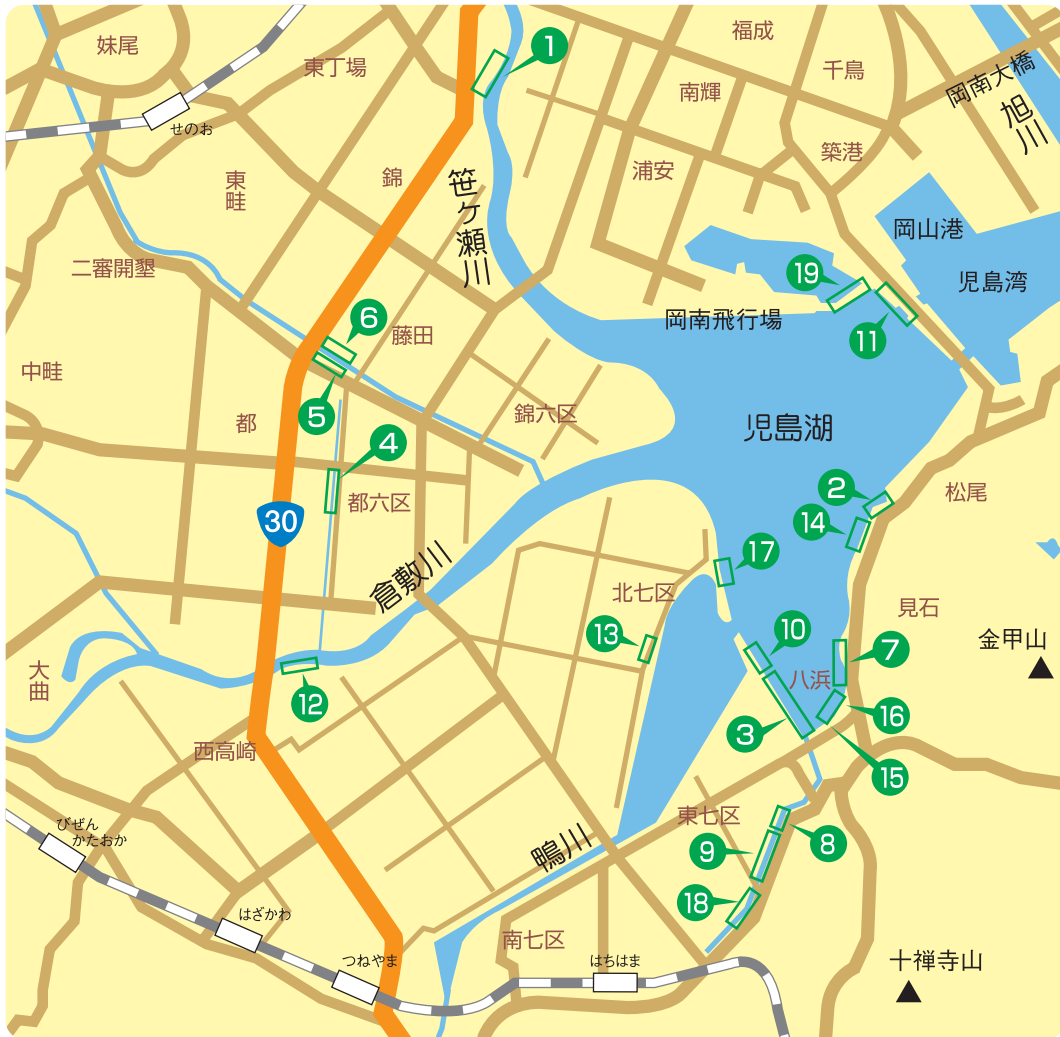 妹尾
東丁場
1
福成
千鳥
南輝
岡南大橋
旭川
せのお
築港
浦安
錦
東畦
笹ヶ瀬川
岡山港
児島湾
二審開墾
19
岡南飛行場
11
6
藤田
中畦
5
錦六区
都
4
児島湖
2
松尾
都六区
30
14
17
倉敷川
北七区
見石
13
10
7
金甲山
大曲
八浜
12
16
3
西高崎
15
東七区
びぜん
かたおか
8
鴨川
9
18
はざかわ
南七区
つねやま
はちはま
十禅寺山